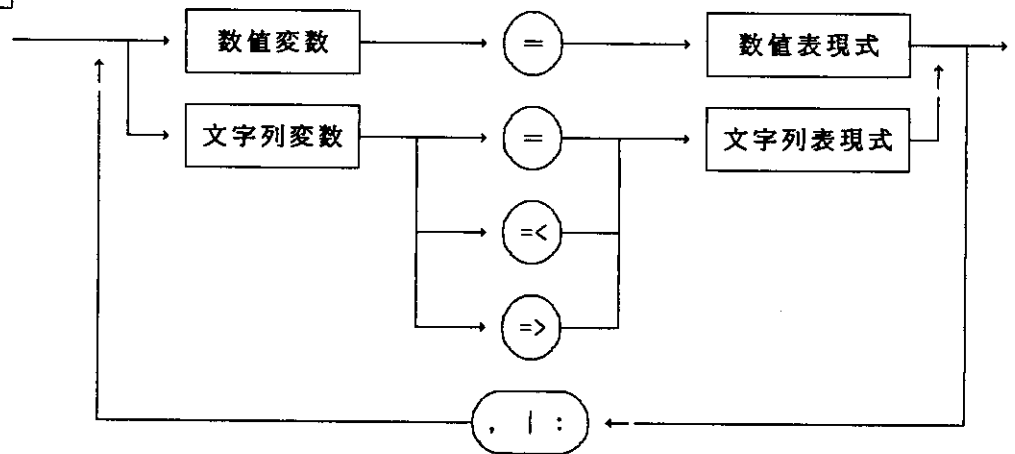 数値変数 = 数値表現式
文字列変数 = 文字列表現式
=<
=>
, | :